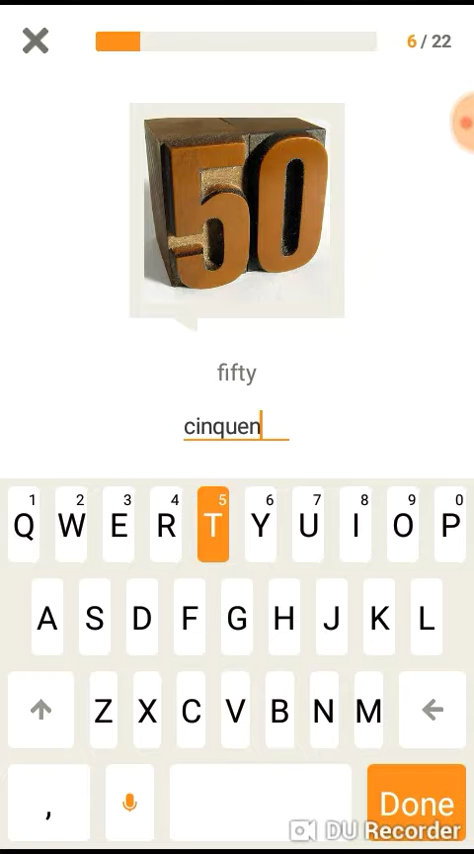 6 / 22
50
fifty
cinquen
1 2 3 4 5 6 7 8 9 0
Q W E R T Y U I O P
A S D F G H J K L
Z X C V B N M
, Done
DU Recorder